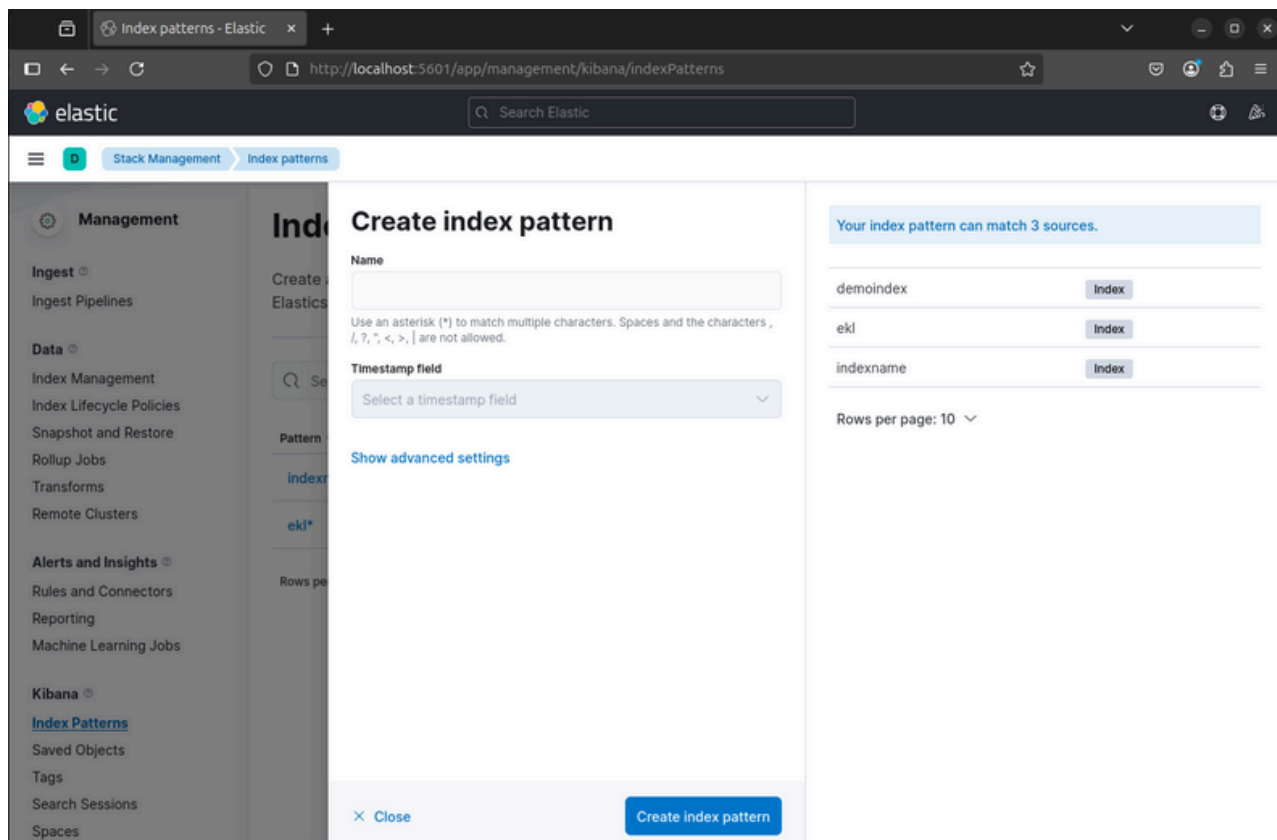 Index patterns - Elastic
http://localhost:5601/app/management/kibana/indexPatterns
elastic
Search Elastic
D
Stack Management
Index patterns
Management
Ingest
Ingest Pipelines
Data
Index Management
Index Lifecycle Policies
Snapshot and Restore
Rollup Jobs
Transforms
Remote Clusters
Alerts and Insights
Rules and Connectors
Reporting
Machine Learning Jobs
Kibana
Index Patterns
Saved Objects
Tags
Search Sessions
Spaces
Create
Elastics
Se
Pattern
ekl*
Rows pe
Create index pattern
Name
Use an asterisk (*) to match multiple characters. Spaces and the characters ,
/, ?, ", <, >, | are not allowed.
Timestamp field
Select a timestamp field
Show advanced settings
Close
Create index pattern
Your index pattern can match 3 sources.
demoindex Index
ekl Index
indexname Index
Rows per page: 10